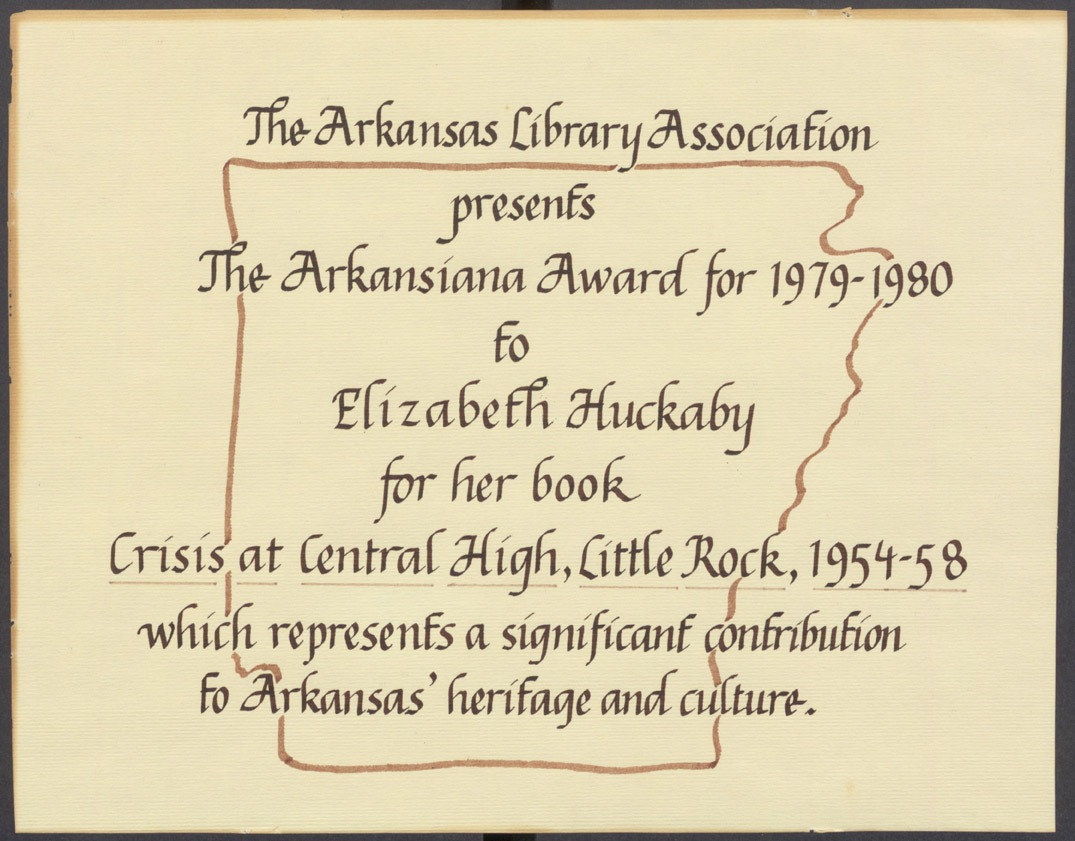 The Arkansas Library Association
presents
The Arkansiana Award for 1979-1980
to
Elizabeth Huckaby
for her book
Crisis at Central High, Little Rock, 1954-58
which represents a significant contribution
to Arkansas' heritage and culture.